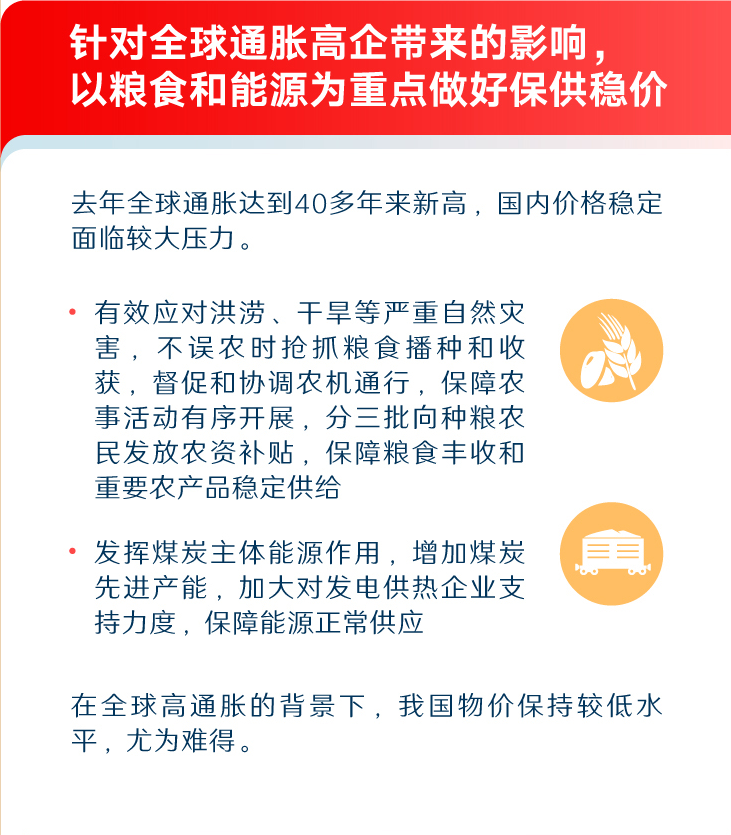 针对全球通胀高企带来的影响，
以粮食和能源为重点做好保供稳价
去年全球通胀达到40多年来新高，国内价格稳定
面临较大压力。
• 有效应对洪涝、干旱等严重自然灾
害，不误农时抢抓粮食播种和收
获，督促和协调农机通行，保障农
事活动有序开展，分三批向种粮农
民发放农资补贴，保障粮食丰收和
重要农产品稳定供给
• 发挥煤炭主体能源作用，增加煤炭
先进产能，加大对发电供热企业支
持力度，保障能源正常供应
在全球高通胀的背景下，我国物价保持较低水
平，尤为难得。